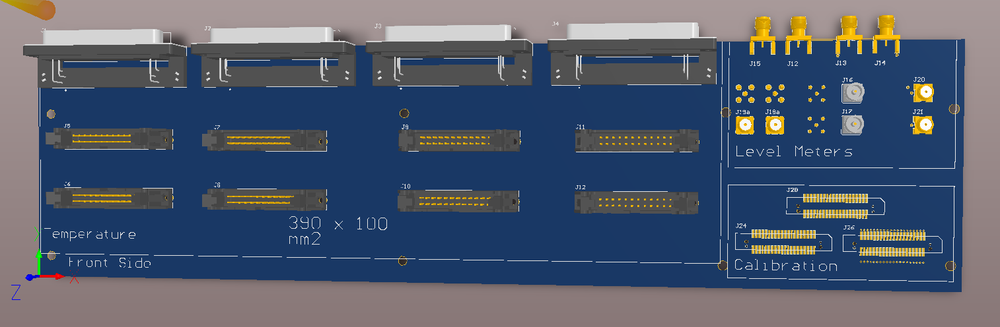 J2
J3
J4
J15
J12
J13
J14
J16
J20
J5
J7
J9
J11
J19a
J18a
J17
J21
Level Meters
J6
J8
J10
J12
J28
390 x 100
mm2
Temperature
J24
J26
Front Side
Calibration
X
Z